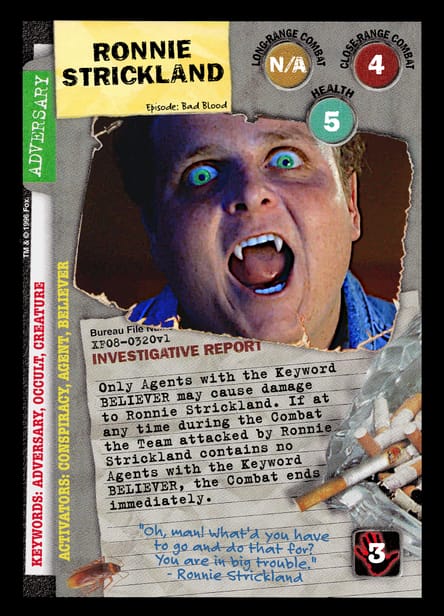 RONNIE
STRICKLAND
Episode: Bad Blood
LONG-RANGE COMBAT
N/A
CLOSE-RANGE COMBAT
4
HEALTH
5
ADVERSARY
TM & © 1996 Fox.
KEYWORDS: ADVERSARY, OCCULT, CREATURE
ACTIVATORS: CONSPIRACY, AGENT, BELIEVER
Bureau File
XF08-0320v1
INVESTIGATIVE REPORT
Only Agents with the Keyword
BELIEVER may cause damage
to Ronnie Strickland. If at
any time during the Combat
the Team attacked by Ronnie
Strickland contains no
Agents with the Keyword
BELIEVER, the Combat ends
immediately.
"Oh, man! What'd you have
to go and do that for?
You are in big trouble."
- Ronnie Strickland
3